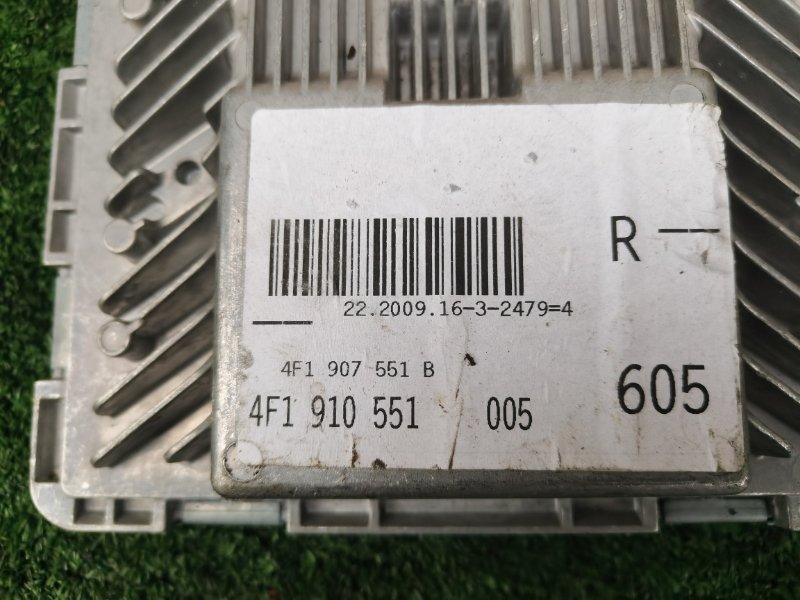 R
22.2009.16-3-2479=4
4F1 907 551 B
4F1 910 551 005 605